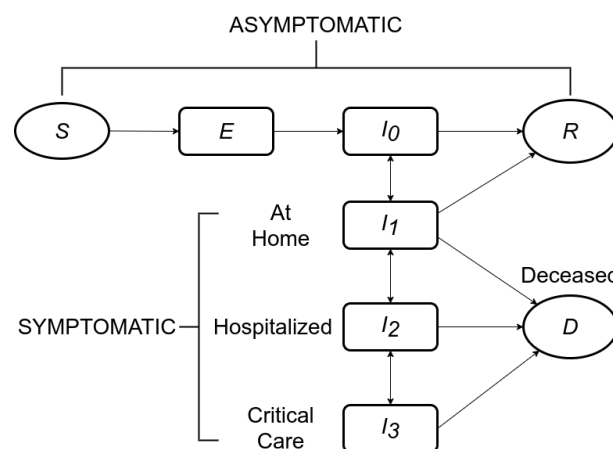 ASYMPTOMATIC
S
E
I0
R
At
Home
I1
Deceased
SYMPTOMATIC
Hospitalized
I2
D
Critical
Care
I3